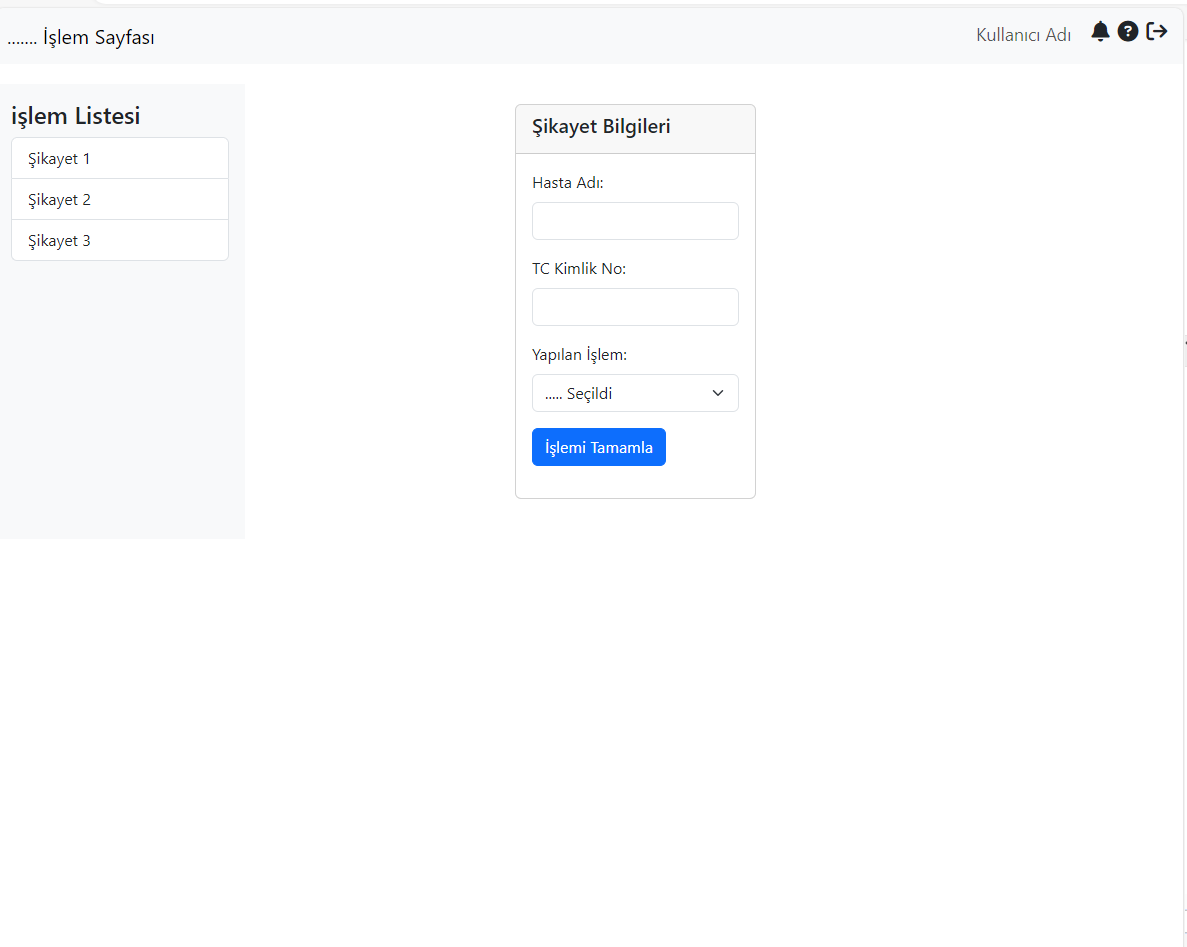 ....... İşlem Sayfası
Kullanıcı Adı
işlem Listesi
Şikayet 1
Şikayet 2
Şikayet 3
Şikayet Bilgileri
Hasta Adı:
TC Kimlik No:
Yapılan İşlem:
..... Seçildi
İşlemi Tamamla